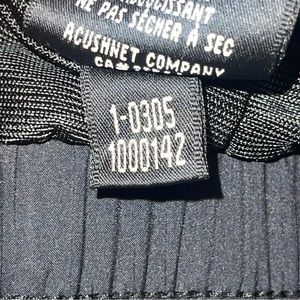 NE PAS SÉCHER À SEC
ACUSHNET COMPANY
1-0305
1000142